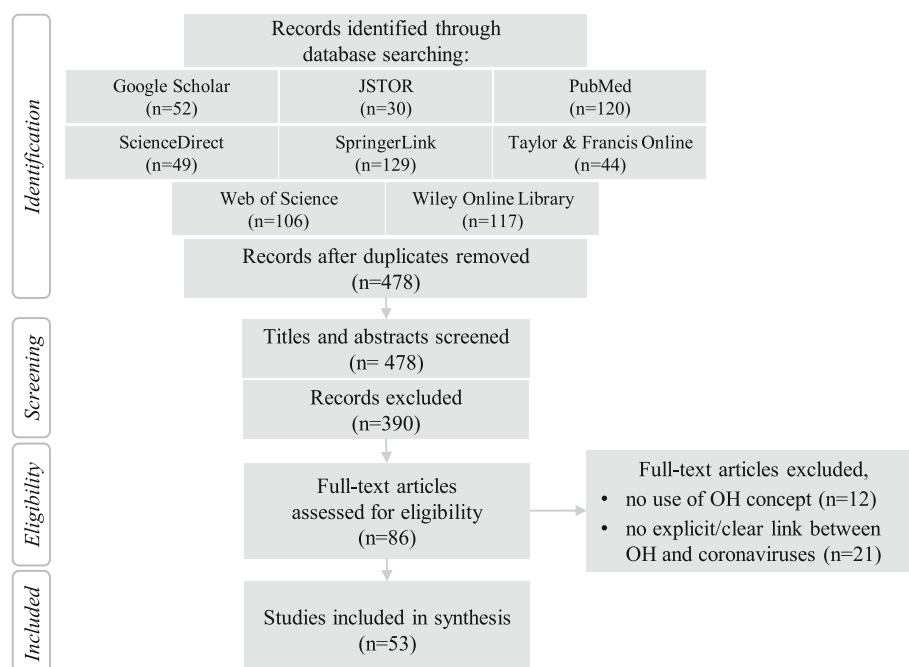 Identification
Records identified through
database searching:
Google Scholar
(n=52)
JSTOR
(n=30)
PubMed
(n=120)
ScienceDirect
(n=49)
SpringerLink
(n=129)
Taylor & Francis Online
(n=44)
Web of Science
(n=106)
Wiley Online Library
(n=117)
Records after duplicates removed
(n=478)
Screening
Titles and abstracts screened
(n= 478)
Records excluded
(n=390)
Eligibility
Full-text articles
assessed for eligibility
(n=86)
Full-text articles excluded,
• no use of OH concept (n=12)
• no explicit/clear link between
OH and coronaviruses (n=21)
Included
Studies included in synthesis
(n=53)